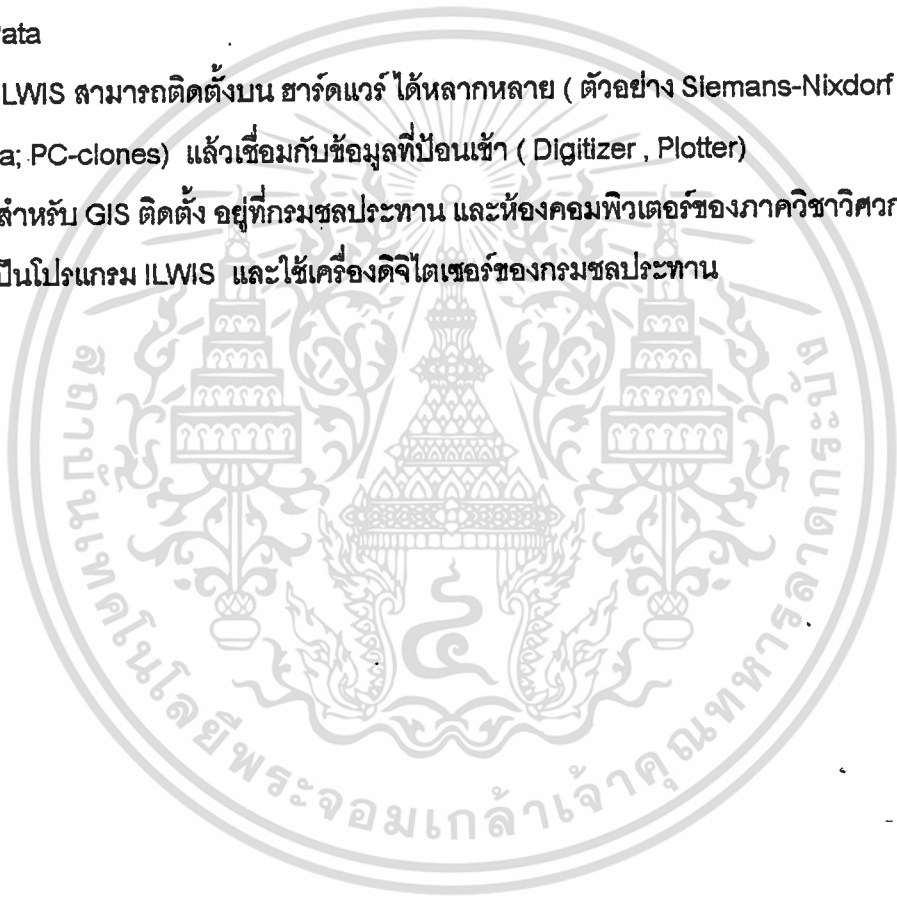 ata
LWIS สามารถติดตั้งบน ฮาร์ดแวร์ ได้หลากหลาย ( ตัวอย่าง Siemans-Nixdorf
a; PC-clones) แล้วเชื่อมกับข้อมูลที่ป้อนเข้า ( Digitizer , Plotter)
สำหรับ GIS ติดตั้ง อยู่ที่กรมชลประทาน และห้องคอมพิวเตอร์ของภาควิชาวิศวก
ป็นโปรแกรม ILWIS และใช้เครื่องดิจิไตเซอร์ของกรมชลประทาน
สถาบันเทคโนโลยีพระจอมเกล้าเจ้าคุณทหารลาดกระบัง